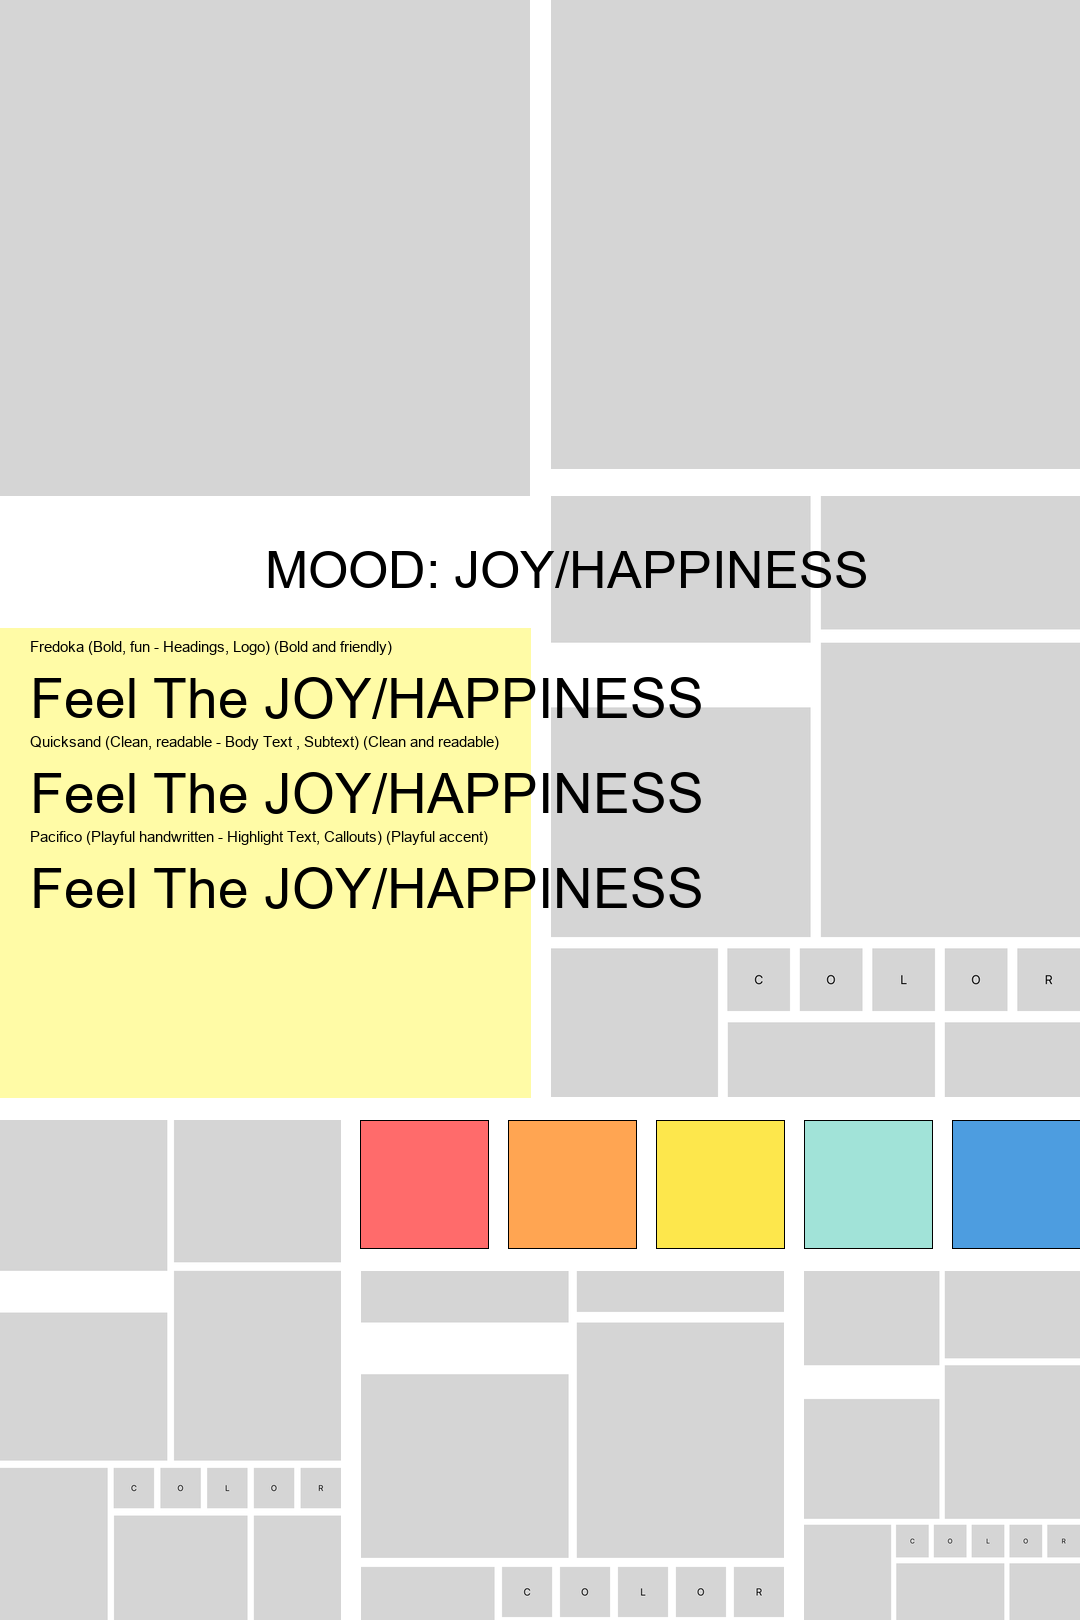 MOOD: JOY/HAPPINESS
Fredoka (Bold, fun - Headings, Logo) (Bold and friendly)
Feel The JOY/HAPPINESS
Quicksand (Clean, readable - Body Text , Subtext) (Clean and readable)
Feel The JOY/HAPPINESS
Pacifico (Playful handwritten - Highlight Text, Callouts) (Playful accent)
Feel The JOY/HAPPINESS
C O L O R
C O L O R
C O L O R
C O L O R